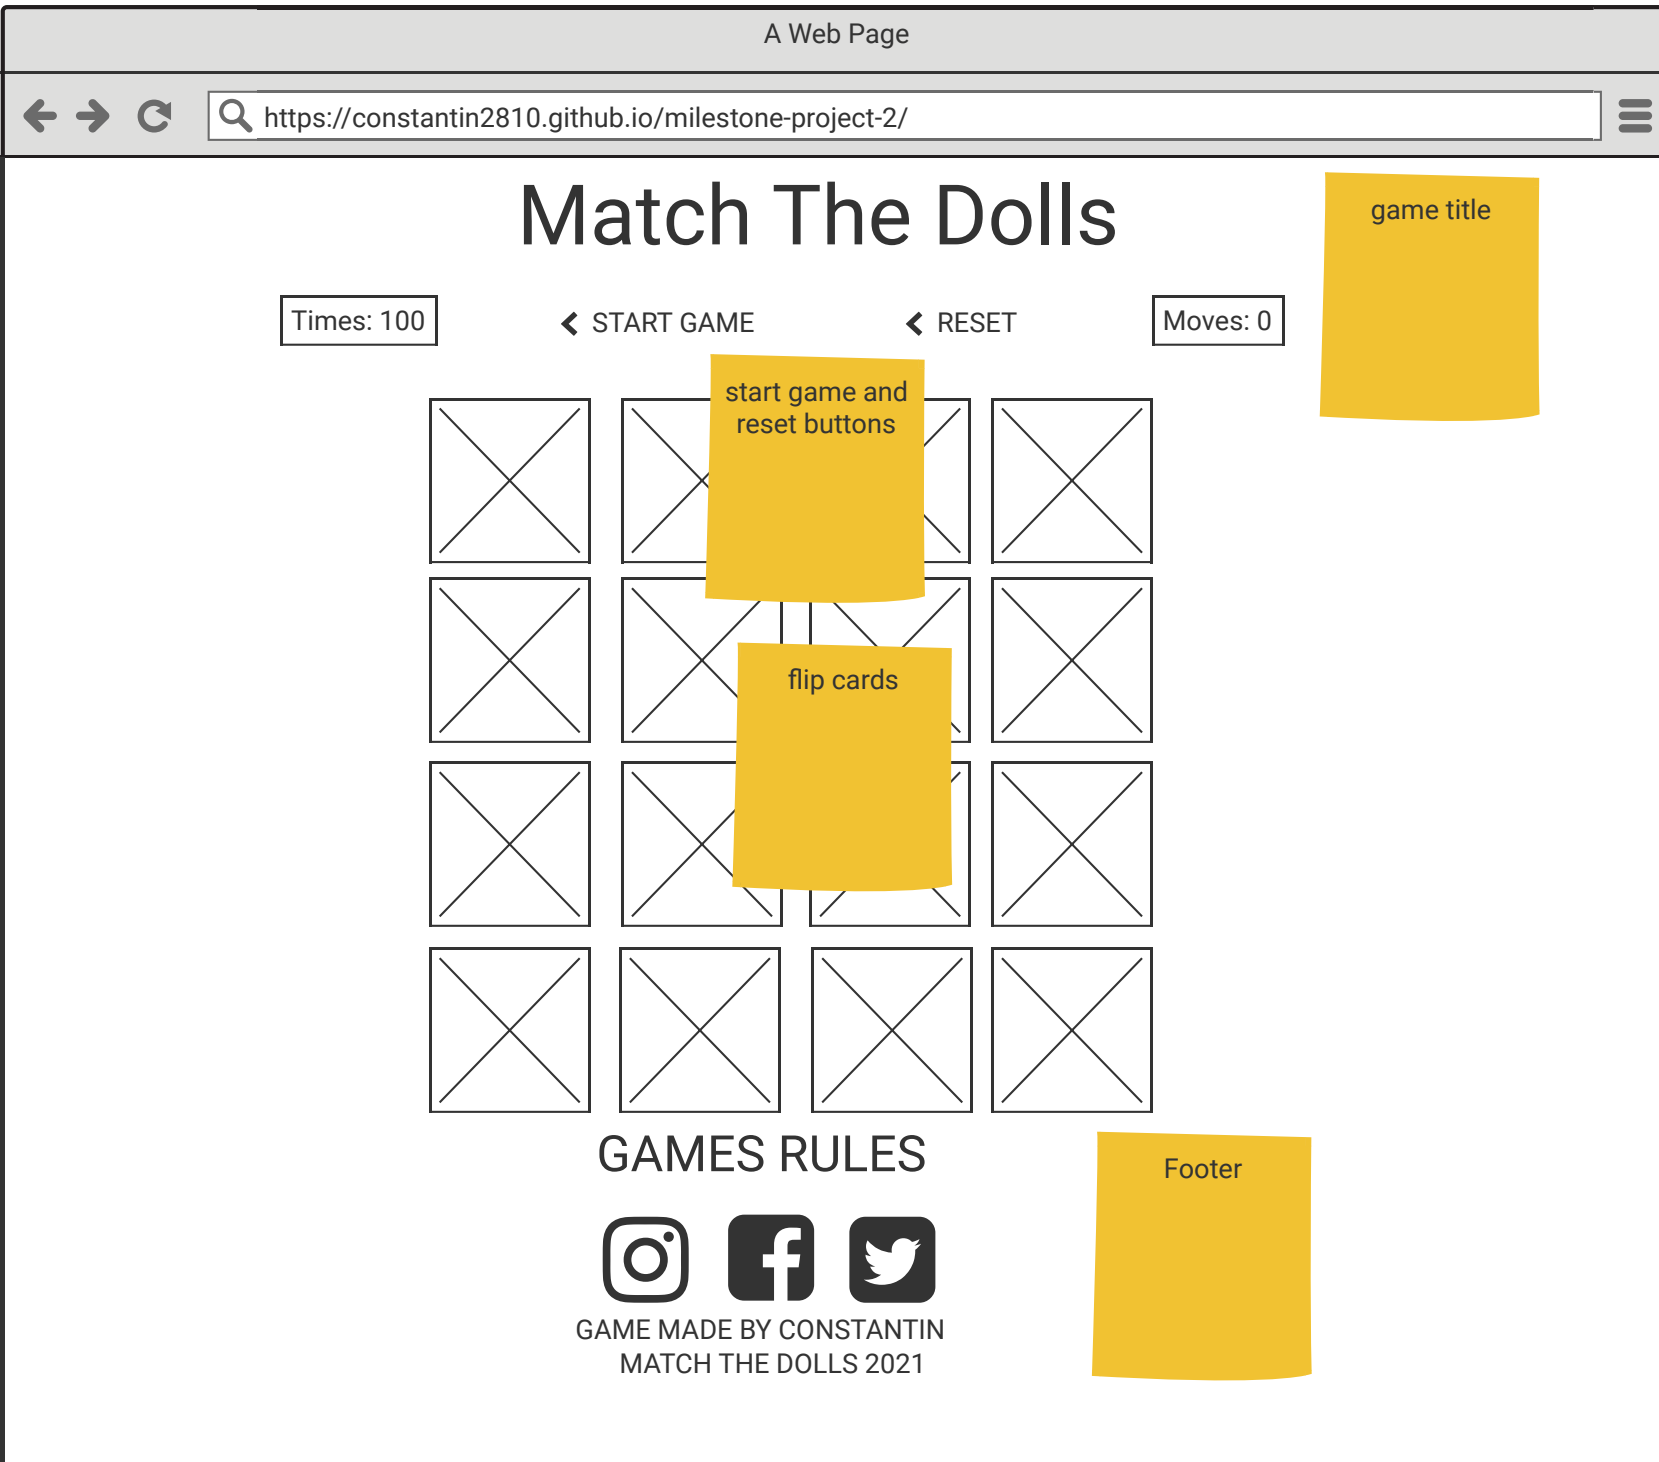 A Web Page
https://constantin2810.github.io/milestone-project-2/
Match The Dolls
game title
Times: 100
START GAME
RESET
Moves: 0
start game and
reset buttons
flip cards
GAMES RULES
Footer
GAME MADE BY CONSTANTIN
MATCH THE DOLLS 2021